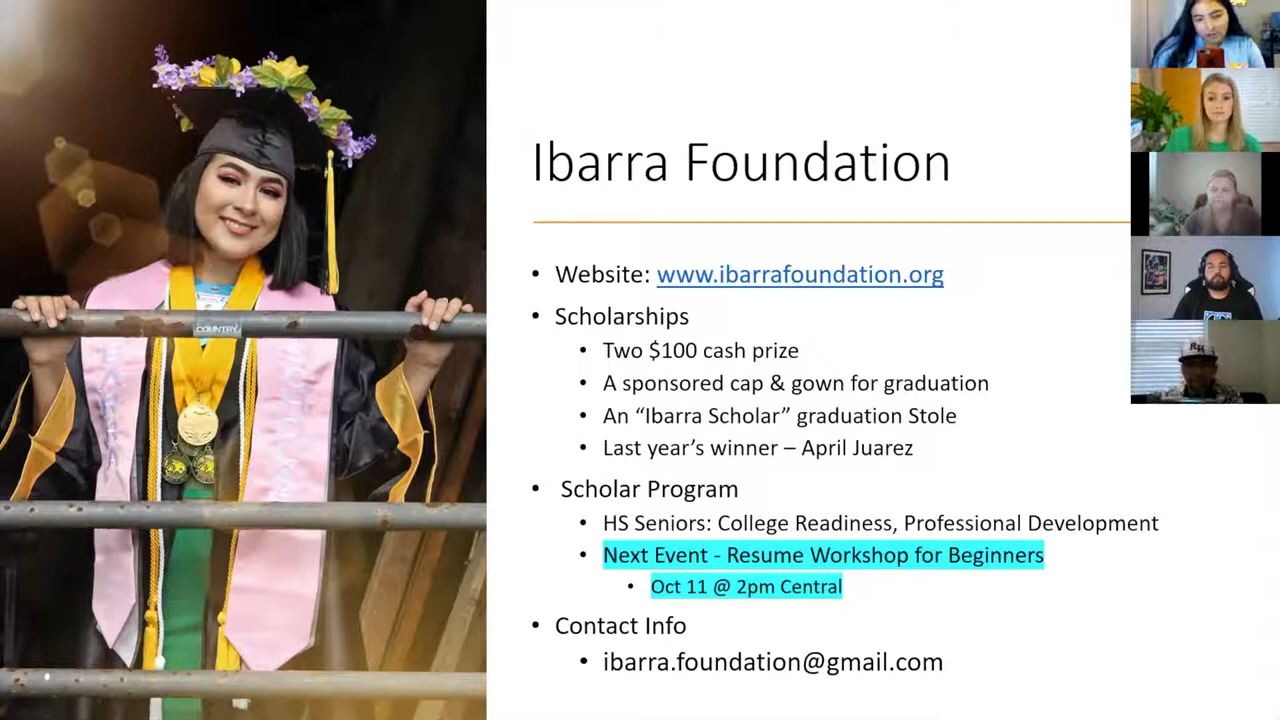 Ibarra Foundation
• Website: www.ibarrafoundation.org
• Scholarships
• Two $100 cash prize
• A sponsored cap & gown for graduation
• An “Ibarra Scholar” graduation Stole
• Last year’s winner – April Juarez
• Scholar Program
• HS Seniors: College Readiness, Professional Development
• Next Event - Resume Workshop for Beginners
• Oct 11 @ 2pm Central
• Contact Info
• ibarra.foundation@gmail.com
COUNTRY
RH